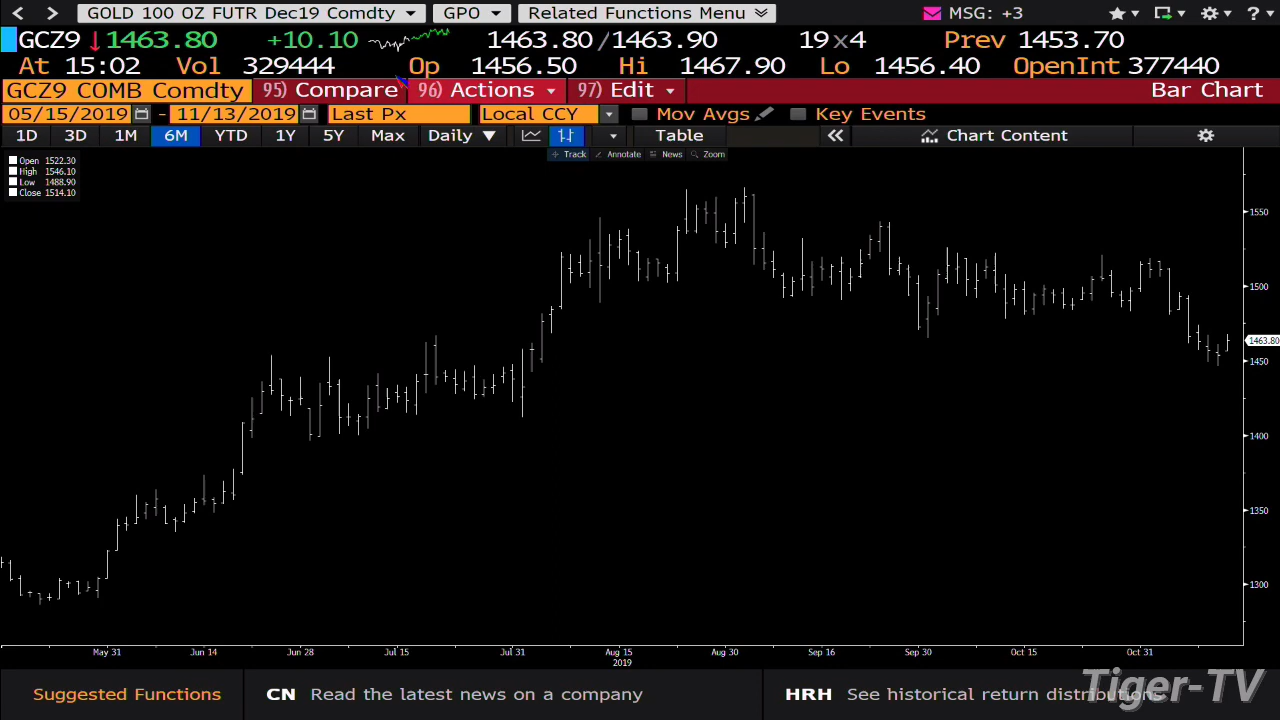 GOLD 100 OZ FUTR Dec19 Comdty GPO Related Functions Menu MSG: +3
GCZ9 1463.80 +10.10 1463.80 / 1463.90 19x4 Prev 1453.70
At 15:02 Vol 329444 Op 1456.50 Hi 1467.90 Lo 1456.40 OpenInt 377440
GCZ9 COMB Comdty 95) Compare 96) Actions 97) Edit Bar Chart
05/15/2019 - 11/13/2019 Last Px Local CCY Mov Avgs Key Events
1D 3D 1M 6M YTD 1Y 5Y Max Daily Table Chart Content
Track Annotate News Zoom
Open 1522.30
High 1546.10
Low 1488.90
Close 1514.10
1550
1500
1463.80
1450
1400
1350
1300
May 31 Jun 14 Jun 28 Jul 15 Jul 31 Aug 15 Aug 30 Sep 16 Sep 30 Oct 15 Oct 31
2019
Suggested Functions CN Read the latest news on a company HRH See historical return distributions
Tiger-TV